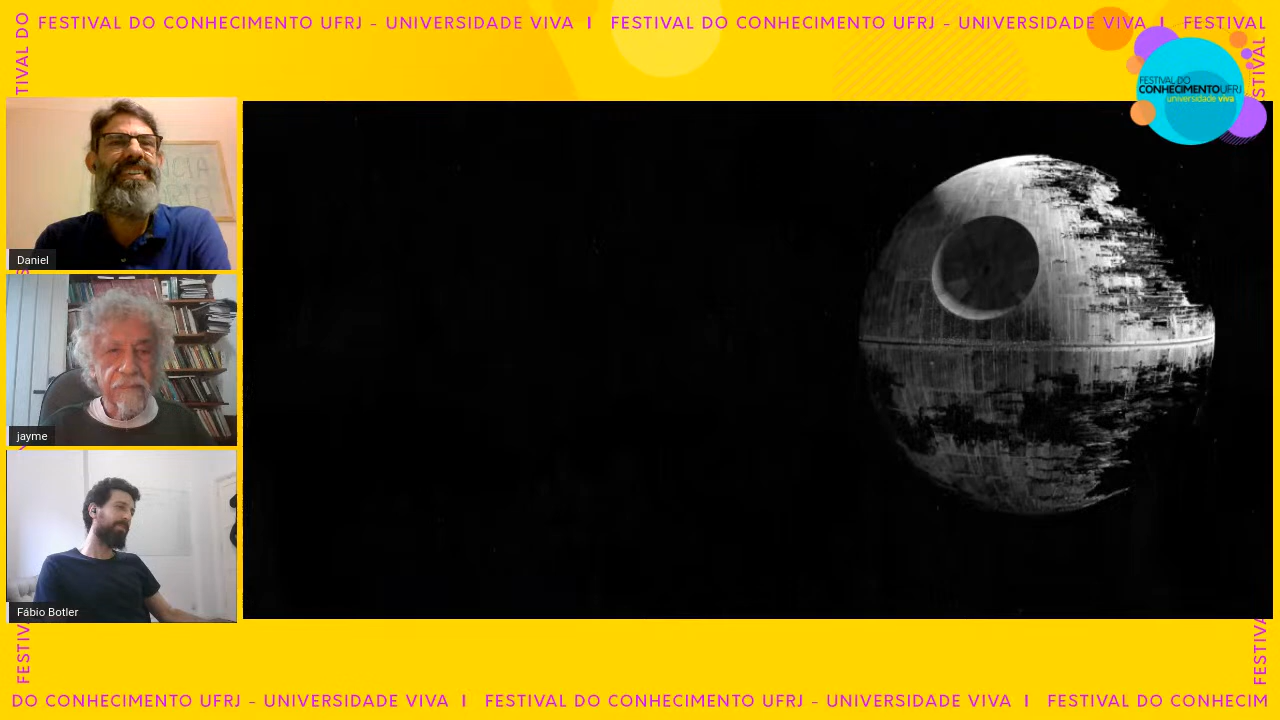 FESTIVAL DO CONHECIMENTO UFRJ - UNIVERSIDADE VIVA I FESTIVAL DO CONHECIMENTO UFRJ - UNIVERSIDADE VIVA I FESTIVAL
TIVAL DO
STIVAL
FESTIVAL DO
CONHECIMENTOUFRJ
universidade viva
Daniel
jayme
Fábio Botler
FESTIV
FESTIVA
DO CONHECIMENTO UFRJ - UNIVERSIDADE VIVA I FESTIVAL DO CONHECIMENTO UFRJ - UNIVERSIDADE VIVA I FESTIVAL DO CONHECIM